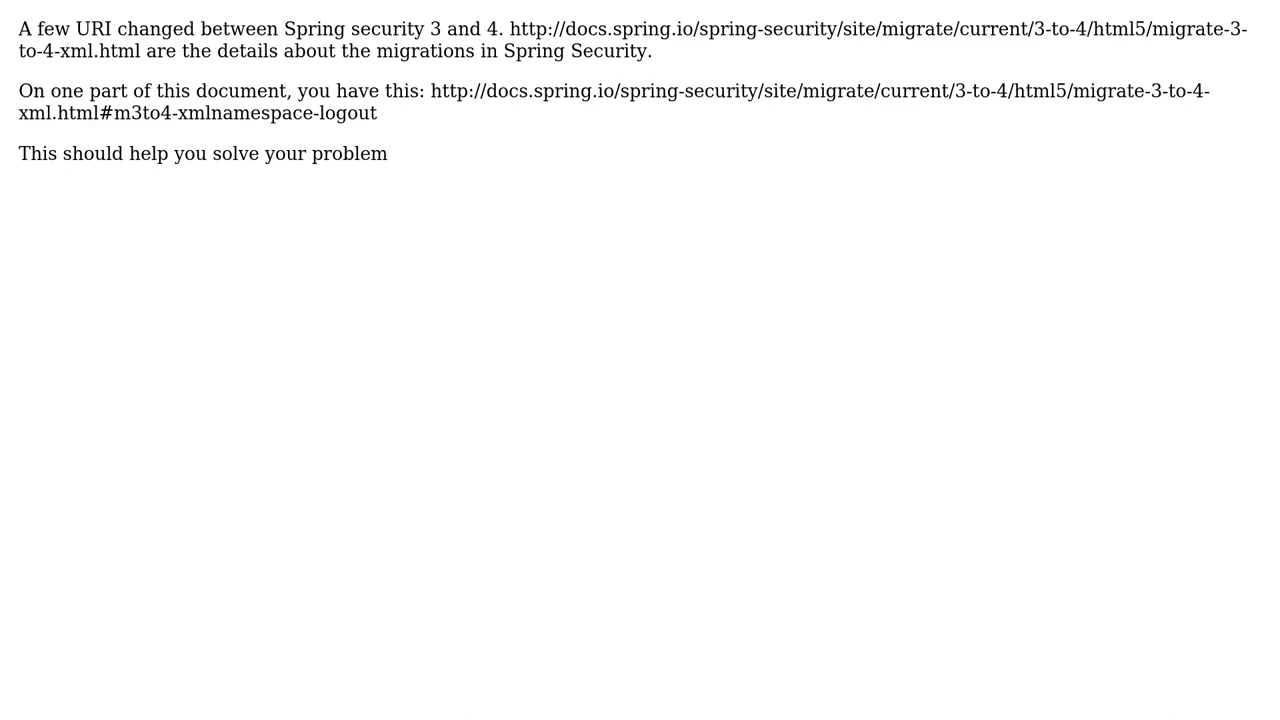 A few URI changed between Spring security 3 and 4. http://docs.spring.io/spring-security/site/migrate/current/3-to-4/html5/migrate-3-
to-4-xml.html are the details about the migrations in Spring Security.
On one part of this document, you have this: http://docs.spring.io/spring-security/site/migrate/current/3-to-4/html5/migrate-3-to-4-
xml.html#m3to4-xmlnamespace-logout
This should help you solve your problem